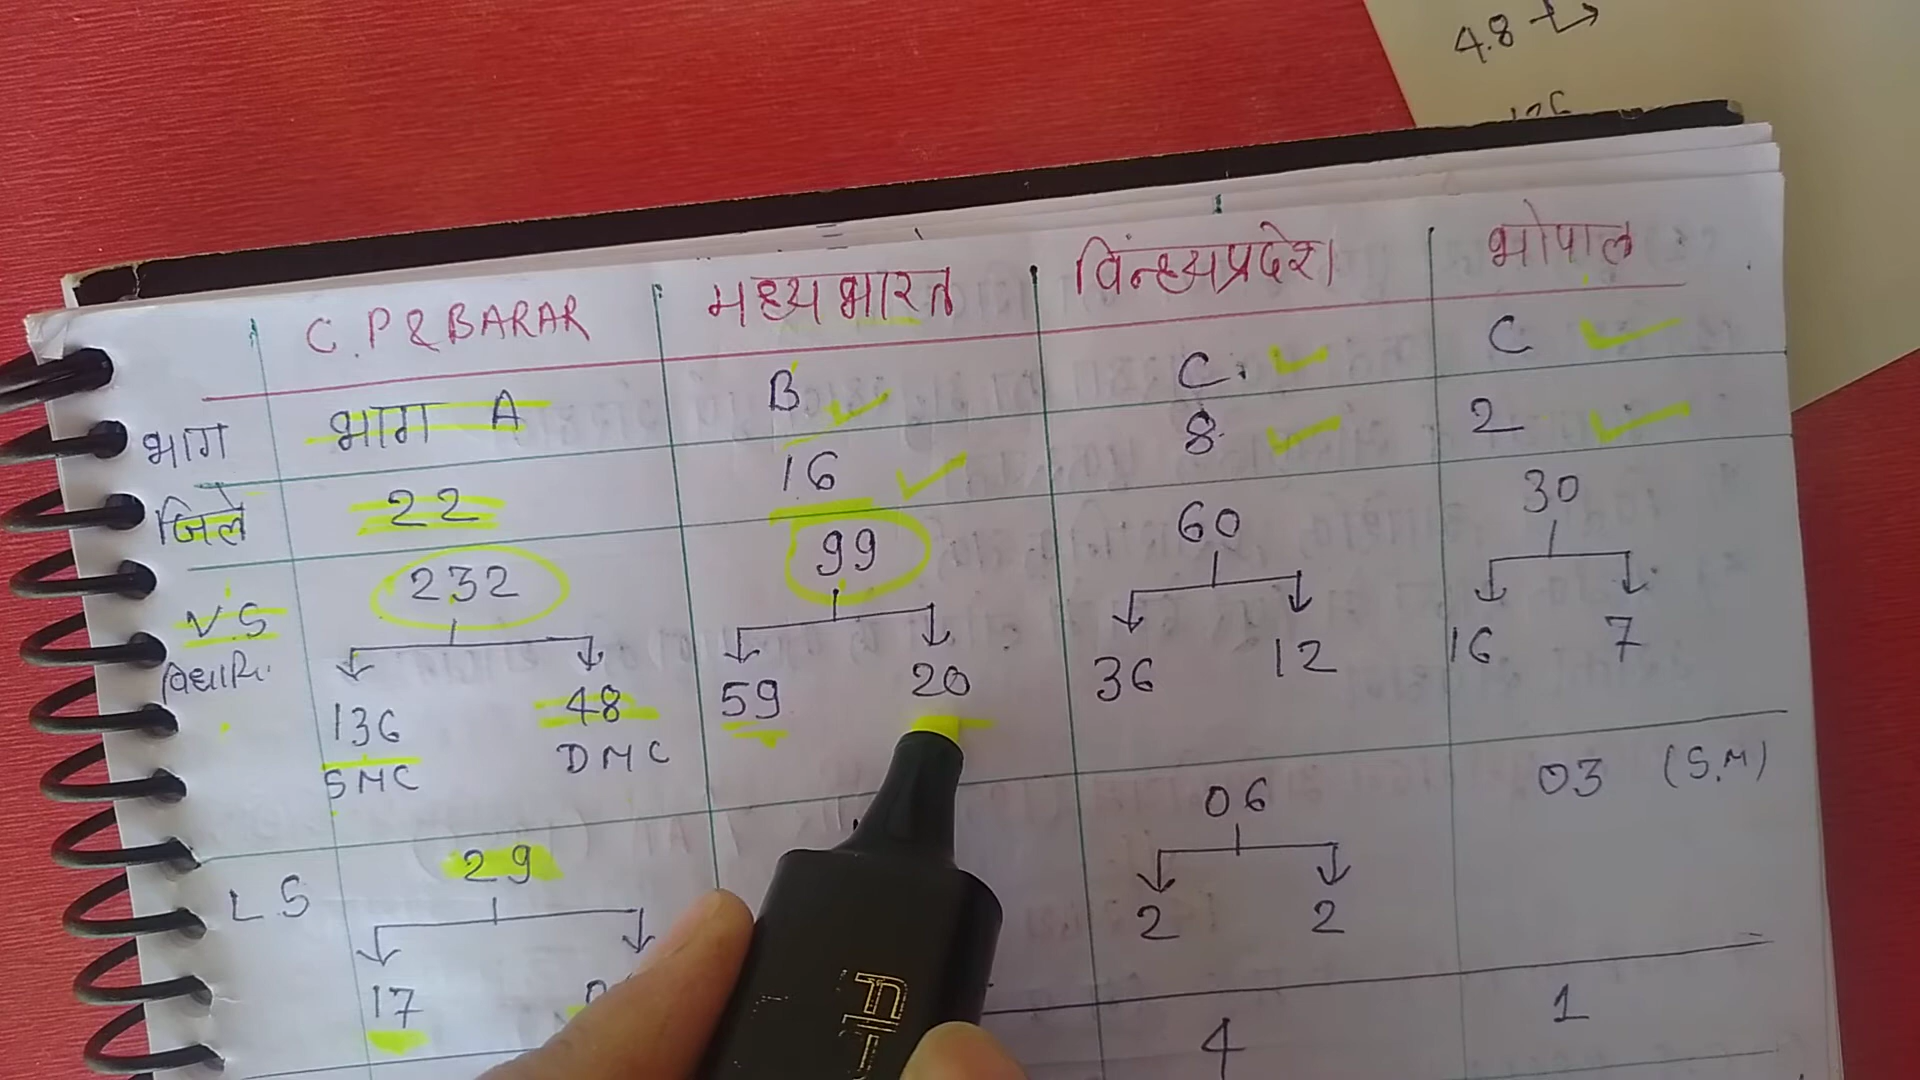 4.8
C.P & BARAR मध्य भारत विन्ध्यप्रदेश भोपाल
भाग भाग A B C. C
जिले 22 16 8 2
V.S 232 99 60 30
136 48 59 20 36 12 16 7
SMC DMC
L S 29 06 03 (S.M)
17 2 2
4 1